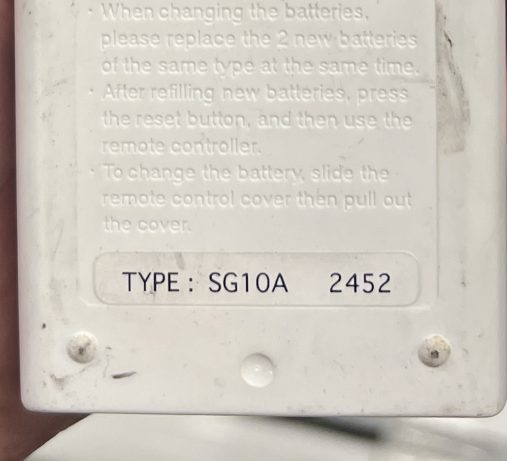 · When changing the batteries,
please replace the 2 new batteries
of the same type at the same time.
· After refilling new batteries, press
the reset button, and then use the
remote controller.
· To change the battery, slide the
remote control cover then pull out
the cover.
TYPE : SG10A 2452